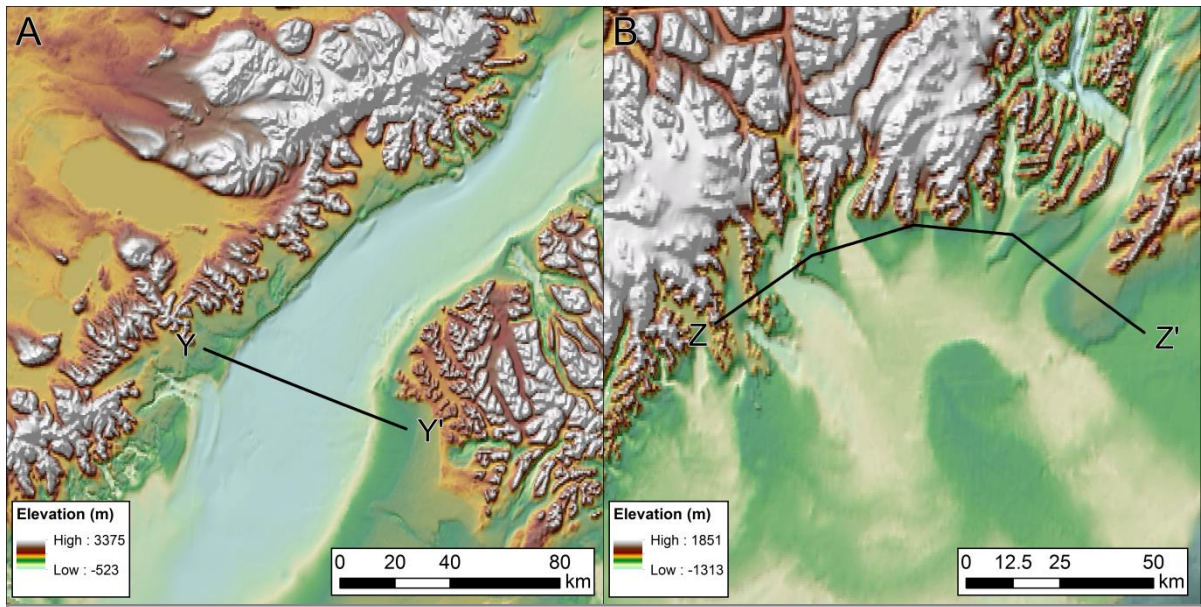 A
B
Y
Y'
Z
Z'
Elevation (m)
High : 3375
Low : -523
0 20 40 80
km
Elevation (m)
High : 1851
Low : -1313
0 12.5 25 50
km